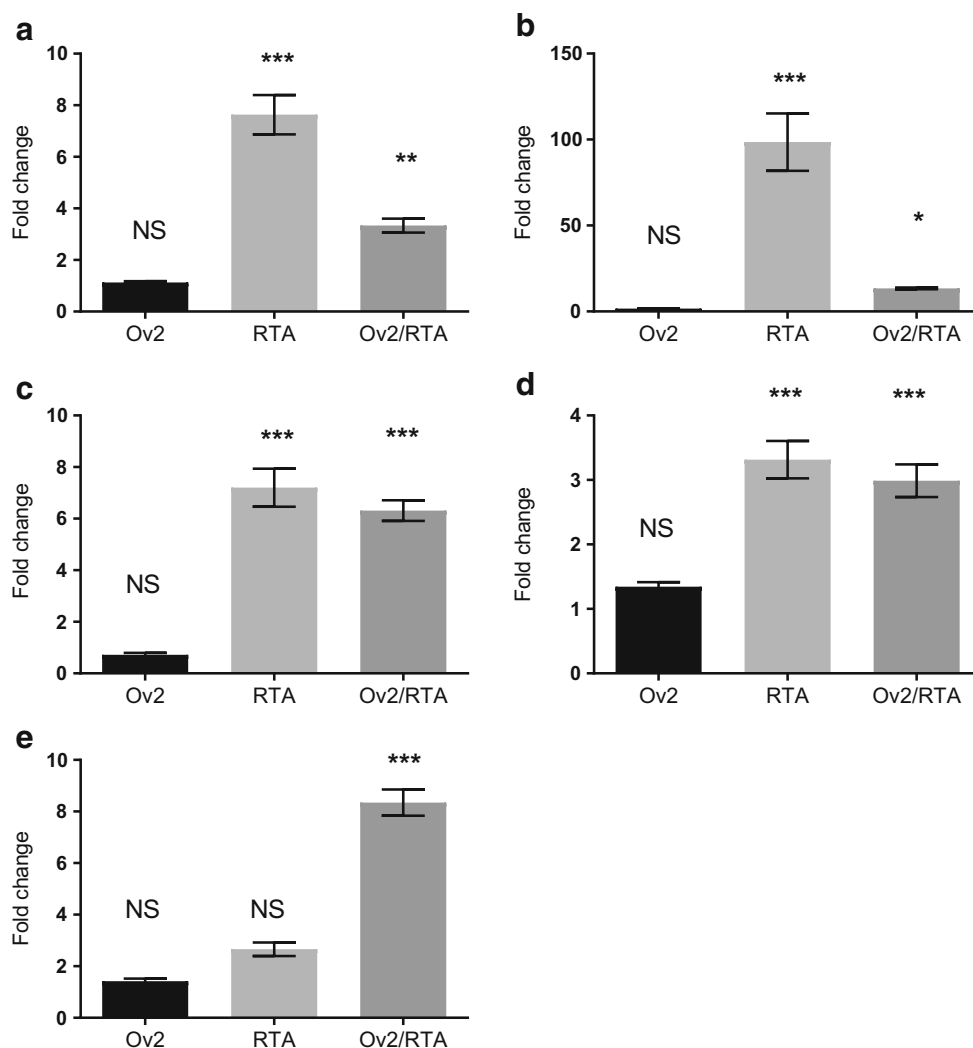 a
10
8
6
4
2
0
Fold change
NS
***
**
Ov2
RTA
Ov2/RTA
b
150
100
50
0
Fold change
NS
***
*
Ov2
RTA
Ov2/RTA
c
10
8
6
4
2
0
Fold change
NS
***
***
Ov2
RTA
Ov2/RTA
d
4
3
2
1
0
Fold change
NS
***
***
Ov2
RTA
Ov2/RTA
e
10
8
6
4
2
0
Fold change
NS
NS
***
Ov2
RTA
Ov2/RTA